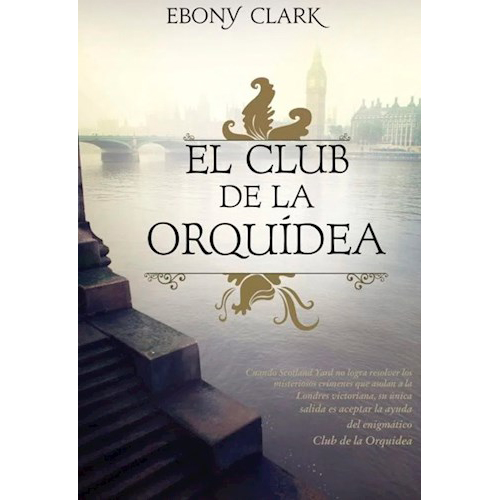 EBONY CLARK
EL CLUB
DE LA
ORQUÍDEA
Cuando Scotland Yard no logra resolver los
misteriosos crímenes que asolan a la
Londres victoriana, su única
salida es aceptar la ayuda
del enigmático
Club de la Orquídea